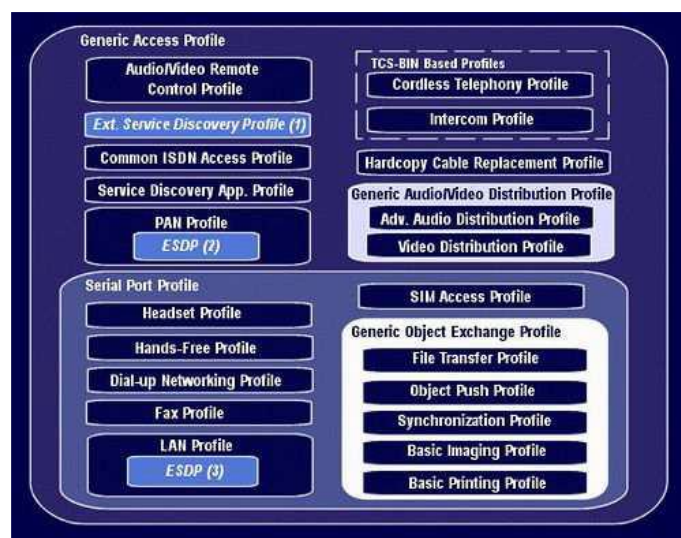 Generic Access Profile
Audio/Video Remote
Control Profile
Ext. Service Discovery Profile (1)
Common ISDN Access Profile
Service Discovery App. Profile
PAN Profile
ESDP (2)
TCS-BIN Based Profiles
Cordless Telephony Profile
Intercom Profile
Hardcopy Cable Replacement Profile
Generic Audio/Video Distribution Profile
Adv. Audio Distribution Profile
Video Distribution Profile
Serial Port Profile
Headset Profile
Hands-Free Profile
Dial-up Networking Profile
Fax Profile
LAN Profile
ESDP (3)
SIM Access Profile
Generic Object Exchange Profile
File Transfer Profile
Object Push Profile
Synchronization Profile
Basic Imaging Profile
Basic Printing Profile